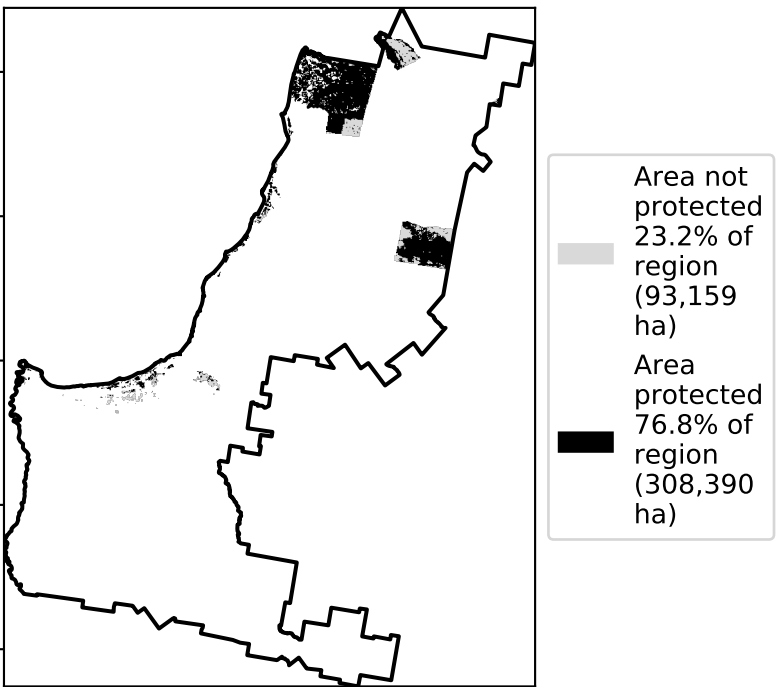 Area not
protected
23.2% of
region
(93,159
ha)
Area
protected
76.8% of
region
(308,390
ha)